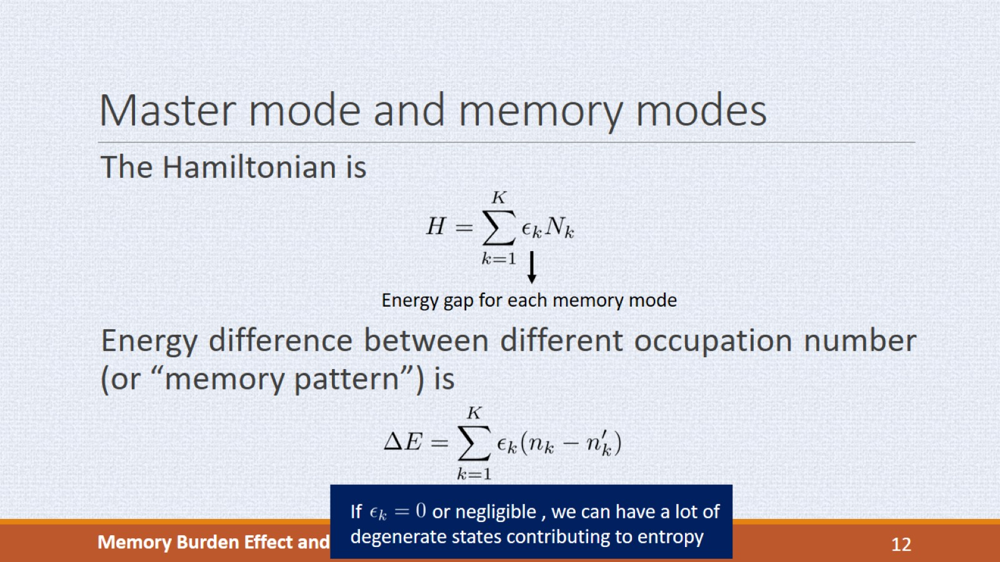 Master mode and memory modes
The Hamiltonian is
H = \sum_{k=1}^{K} \epsilon_k N_k
Energy gap for each memory mode
Energy difference between different occupation number
(or “memory pattern”) is
\Delta E = \sum_{k=1}^{K} \epsilon_k (n_k - n'_k)
If \epsilon_k = 0 or negligible , we can have a lot of
degenerate states contributing to entropy
Memory Burden Effect and
12